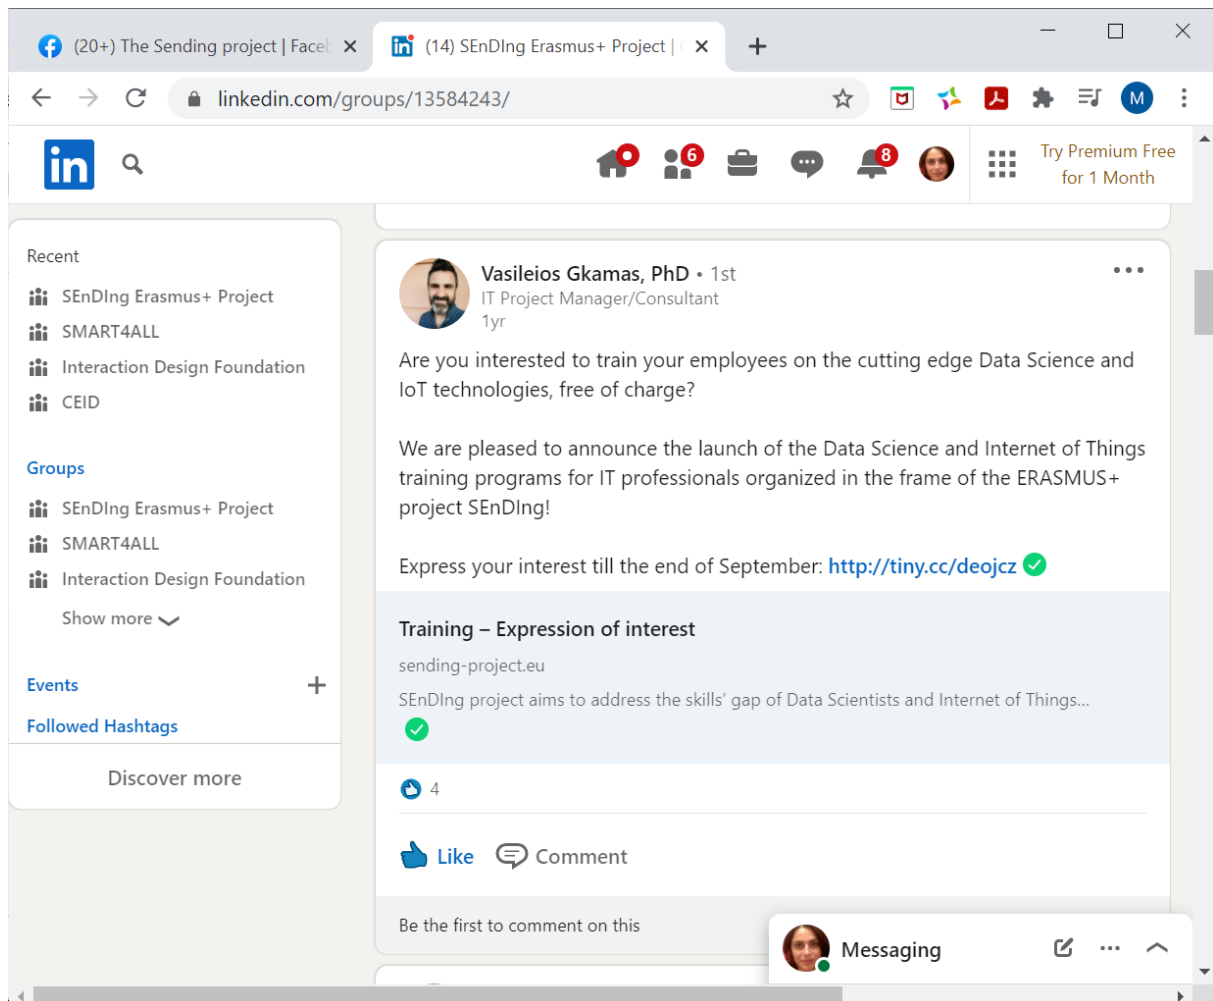 (20+) The Sending project | Faceb
(14) SEnDIng Erasmus+ Project |
linkedin.com/groups/13584243/
M
in
6
8
Try Premium Free
for 1 Month
Recent
SEnDIng Erasmus+ Project
SMART4ALL
Interaction Design Foundation
CEID
Groups
SEnDIng Erasmus+ Project
SMART4ALL
Interaction Design Foundation
Show more
Events
Followed Hashtags
Discover more
Vasileios Gkamas, PhD • 1st
IT Project Manager/Consultant
1yr
Are you interested to train your employees on the cutting edge Data Science and
IoT technologies, free of charge?
We are pleased to announce the launch of the Data Science and Internet of Things
training programs for IT professionals organized in the frame of the ERASMUS+
project SEnDIng!
Express your interest till the end of September: http://tiny.cc/deojcz
Training – Expression of interest
sending-project.eu
SEnDIng project aims to address the skills’ gap of Data Scientists and Internet of Things...
4
Like
Comment
Be the first to comment on this
Messaging